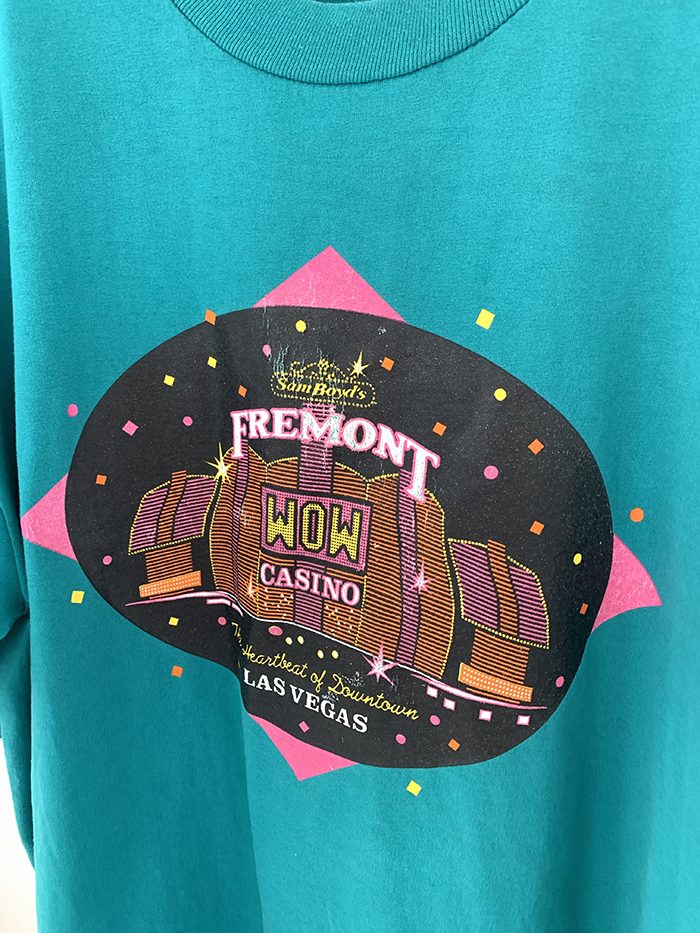 Sam Boyd's
FREMONT
WOW
CASINO
The Heartbeat of Downtown
LAS VEGAS